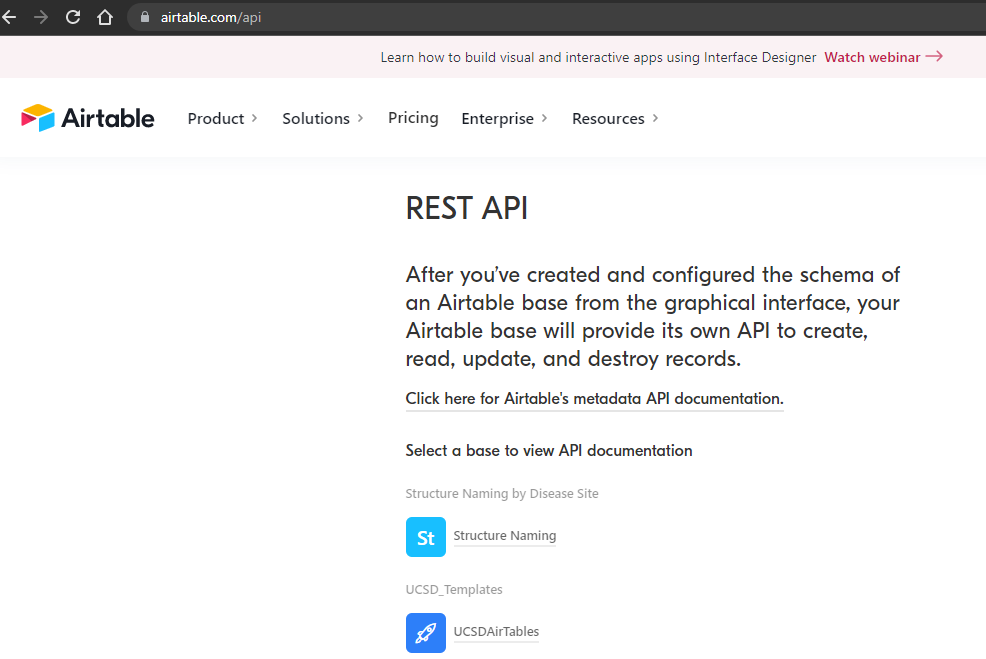 airtable.com/api
Learn how to build visual and interactive apps using Interface Designer Watch webinar →
Airtable Product > Solutions > Pricing Enterprise > Resources >
REST API
After you’ve created and configured the schema of
an Airtable base from the graphical interface, your
Airtable base will provide its own API to create,
read, update, and destroy records.
Click here for Airtable's metadata API documentation.
Select a base to view API documentation
Structure Naming by Disease Site
St Structure Naming
UCSD_Templates
UCSDAirTables